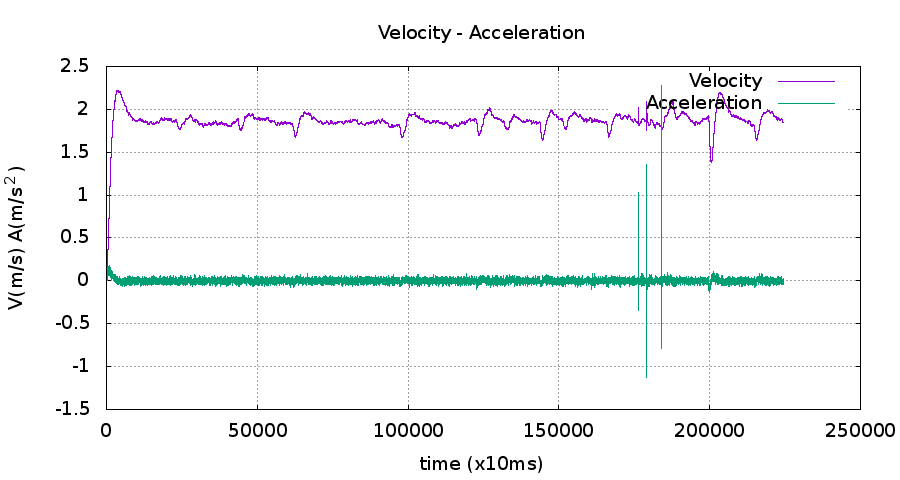 Velocity - Acceleration
Velocity
Acceleration
2.5
2
1.5
1
0.5
0
-0.5
-1
-1.5
V(m/s) A(m/s²)
0 50000 100000 150000 200000 250000
time (x10ms)